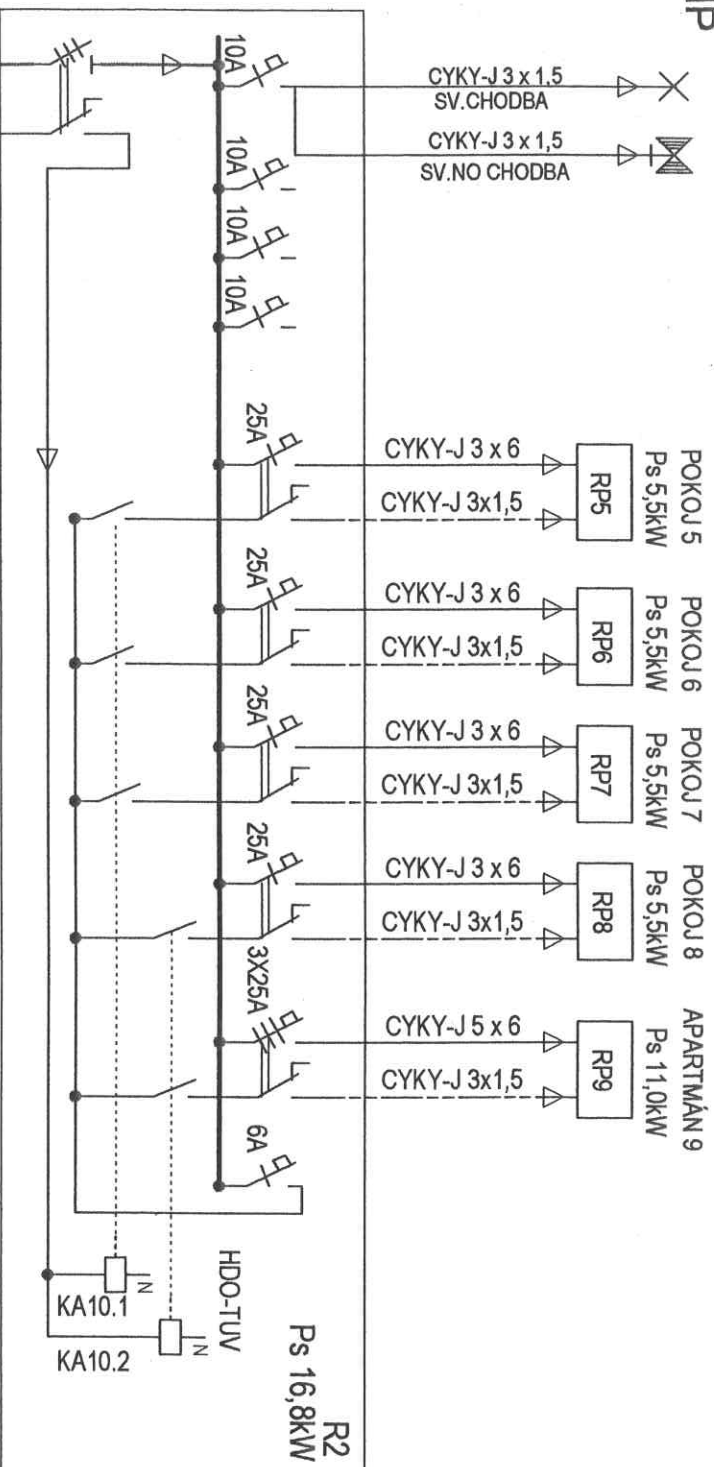 10A
CYKY-J 3 x 1,5
SV.CHODBA
CYKY-J 3 x 1,5
SV.NO CHODBA
10A
10A
10A
25A
CYKY-J 3 x 6
CYKY-J 3x1,5
RP5
POKOJ 5
Ps 5,5kW
25A
CYKY-J 3 x 6
CYKY-J 3x1,5
RP6
POKOJ 6
Ps 5,5kW
25A
CYKY-J 3 x 6
CYKY-J 3x1,5
RP7
POKOJ 7
Ps 5,5kW
25A
CYKY-J 3 x 6
CYKY-J 3x1,5
RP8
POKOJ 8
Ps 5,5kW
3X25A
CYKY-J 5 x 6
CYKY-J 3x1,5
RP9
APARTMÁN 9
Ps 11,0kW
6A
HDO-TUV
N
KA10.1
N
KA10.2
R2
Ps 16,8kW